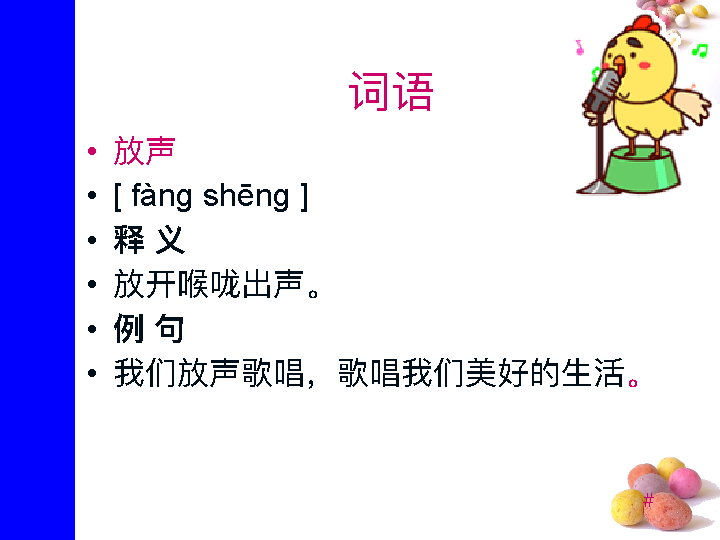 词语
• 放声
• [ fàng shēng ]
• 释 义
• 放开喉咙出声。
• 例 句
• 我们放声歌唱，歌唱我们美好的生活。
#